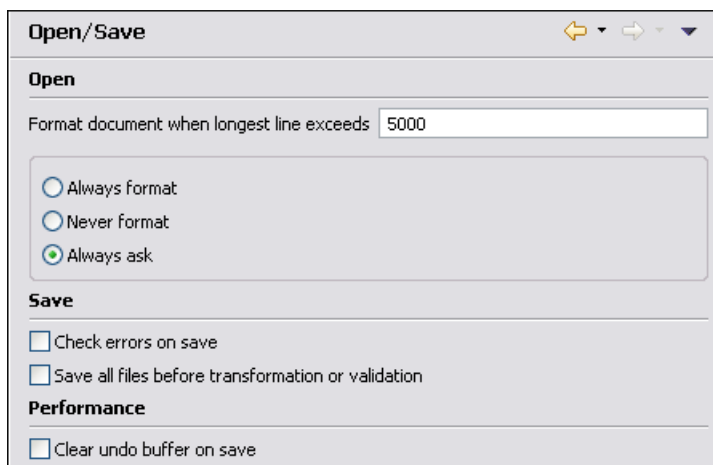 Open/Save
Open
Format document when longest line exceeds 5000
Always format
Never format
Always ask
Save
Check errors on save
Save all files before transformation or validation
Performance
Clear undo buffer on save